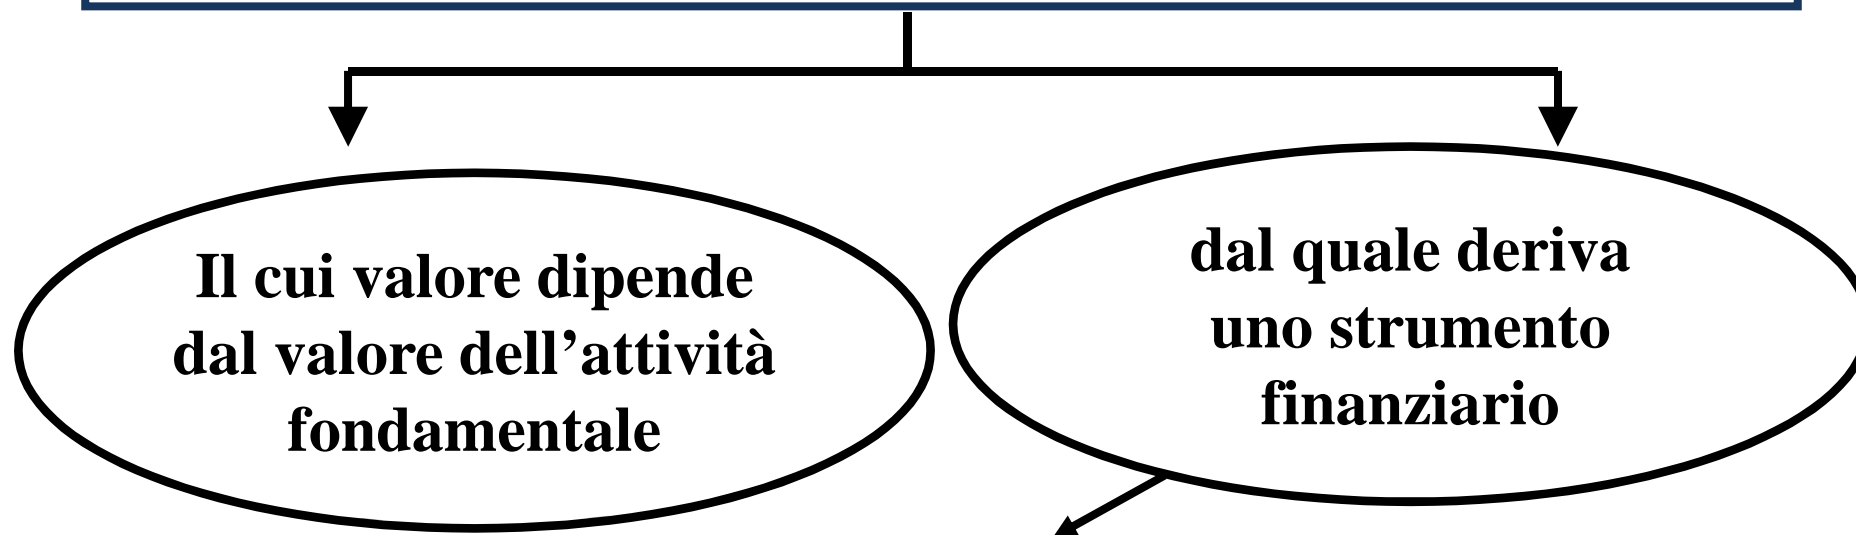 Il cui valore dipende
dal valore dell’attività
fondamentale
dal quale deriva
uno strumento
finanziario